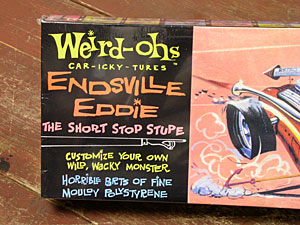 Weird-ohs
CAR-ICKY-TURES™
ENDSVILLE
EDDIE
THE SHORT STOP STUPE
CUSTOMIZE YOUR OWN
WILD, WACKY MONSTER
HORRIBLE BITS OF FINE
MOULDY POLYSTYRENE